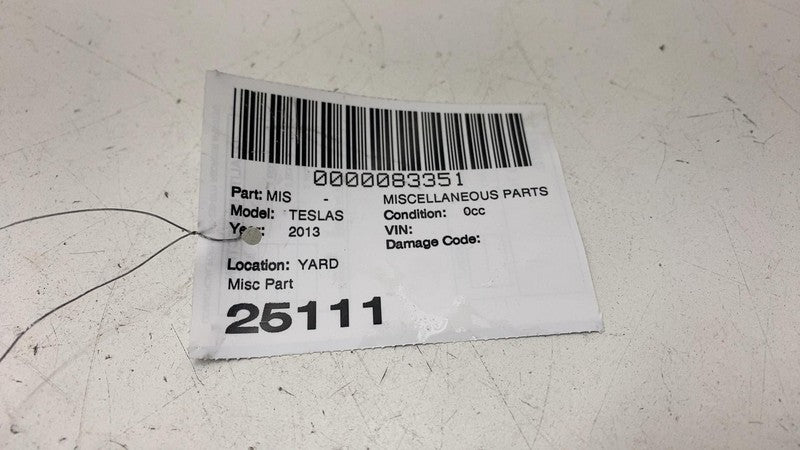 0000083351
Part: MIS - MISCELLANEOUS PARTS
Model: TESLAS Condition: 0cc
Year: 2013 VIN:
Damage Code:
Location: YARD
Misc Part
25111